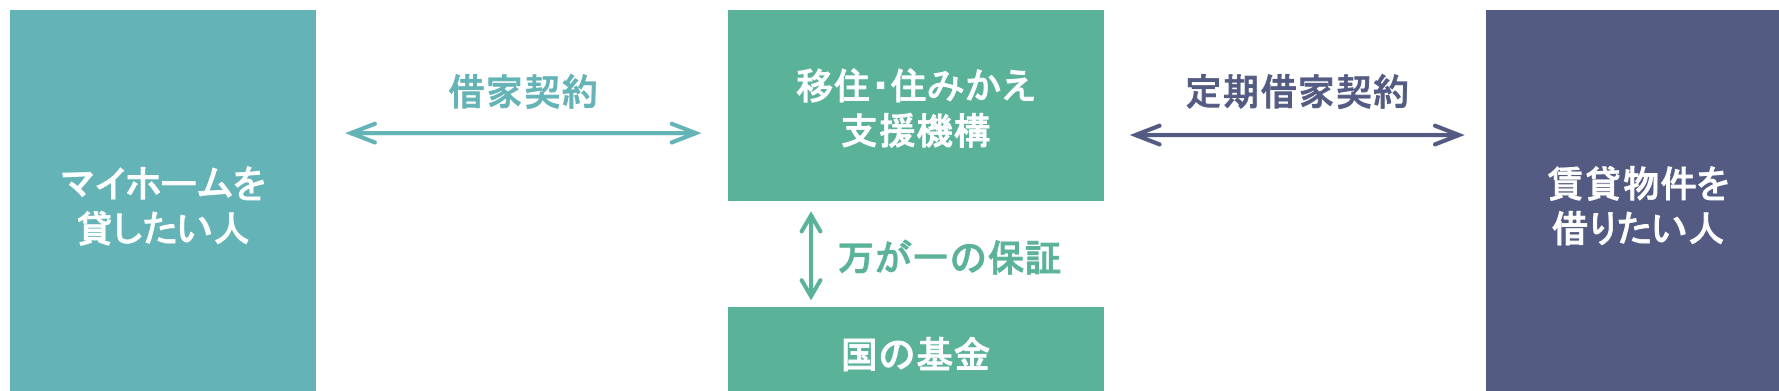 マイホームを
貸したい人
借家契約
移住・住みかえ
支援機構
万が一の保証
国の基金
定期借家契約
賃貸物件を
借りたい人